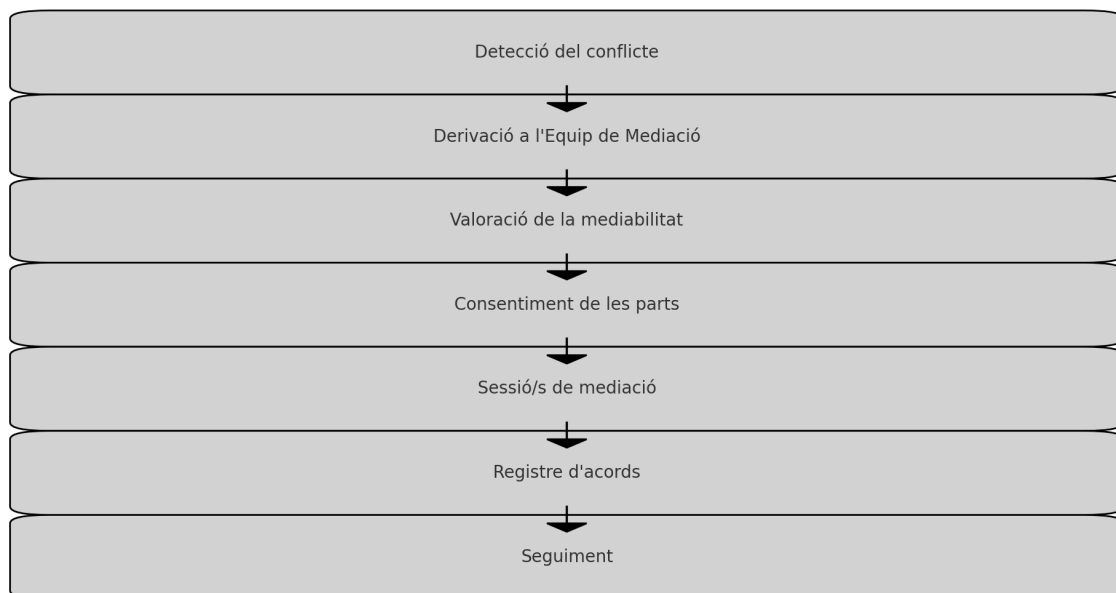 Detecció del conflicte
Derivació a l'Equip de Mediació
Valoració de la mediabilitat
Consentiment de les parts
Sessió/s de mediació
Registre d'acords
Seguiment